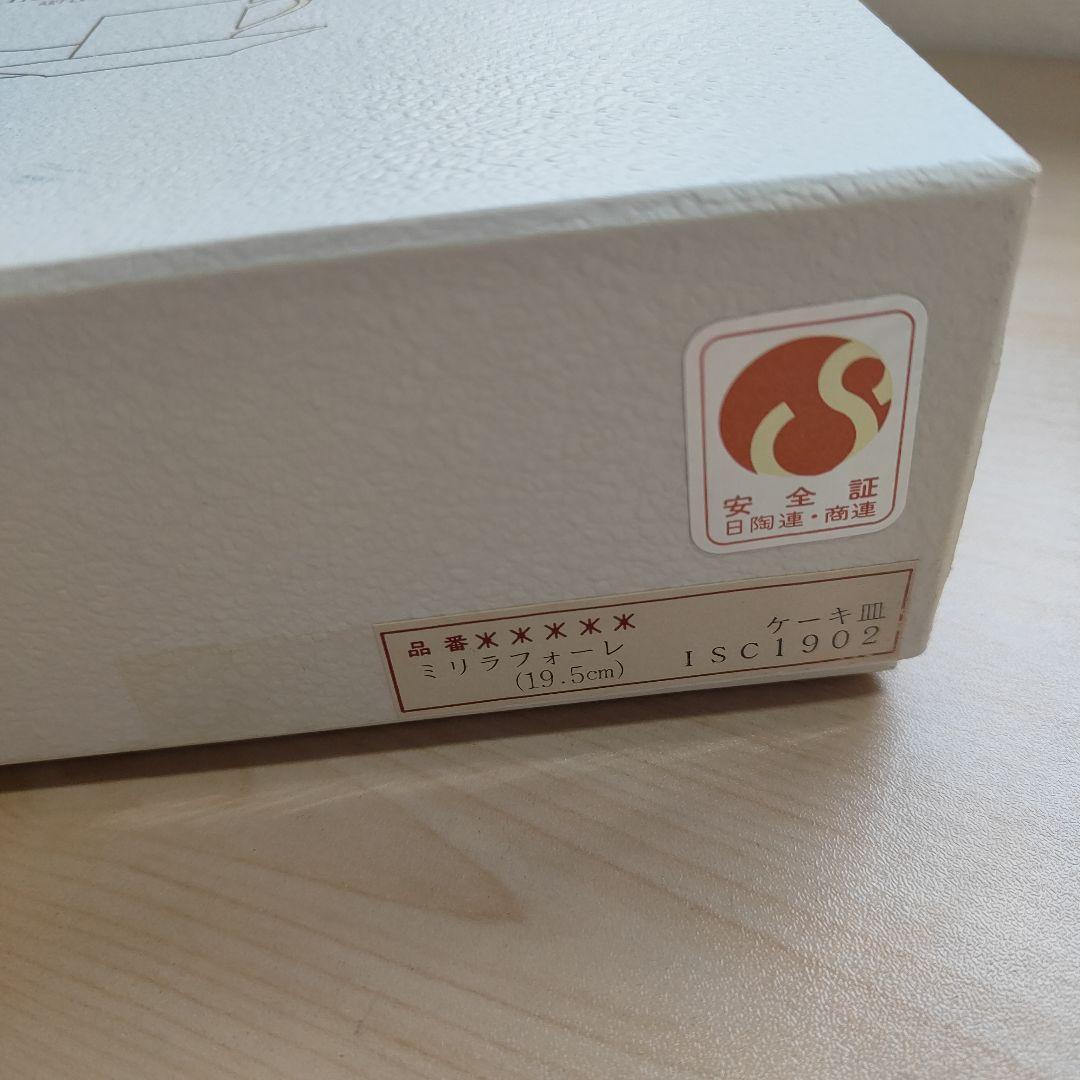 安全証
日陶連・商連
品番＊＊＊＊＊ ケーキ皿
ミリラフォーレ ISC1902
(19.5cm)